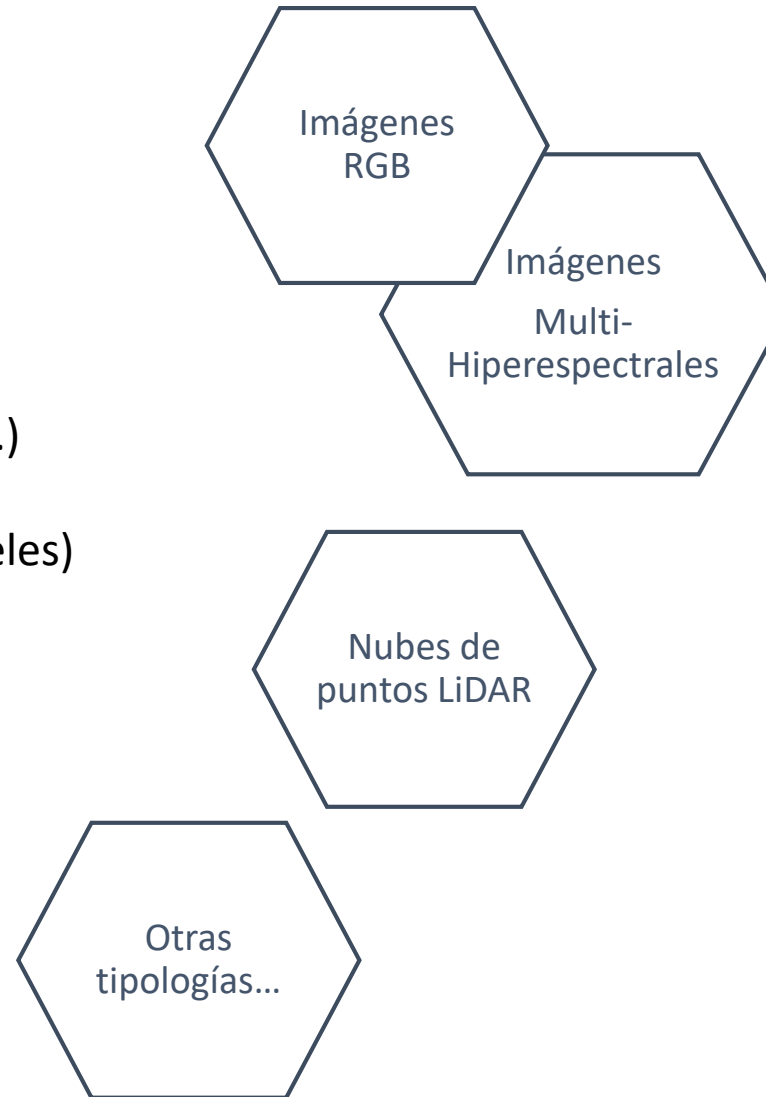 Imágenes
RGB
Imágenes
Multi-
Hiperespectrales
.)
eles)
Nubes de
puntos LiDAR
Otras
tipologías...